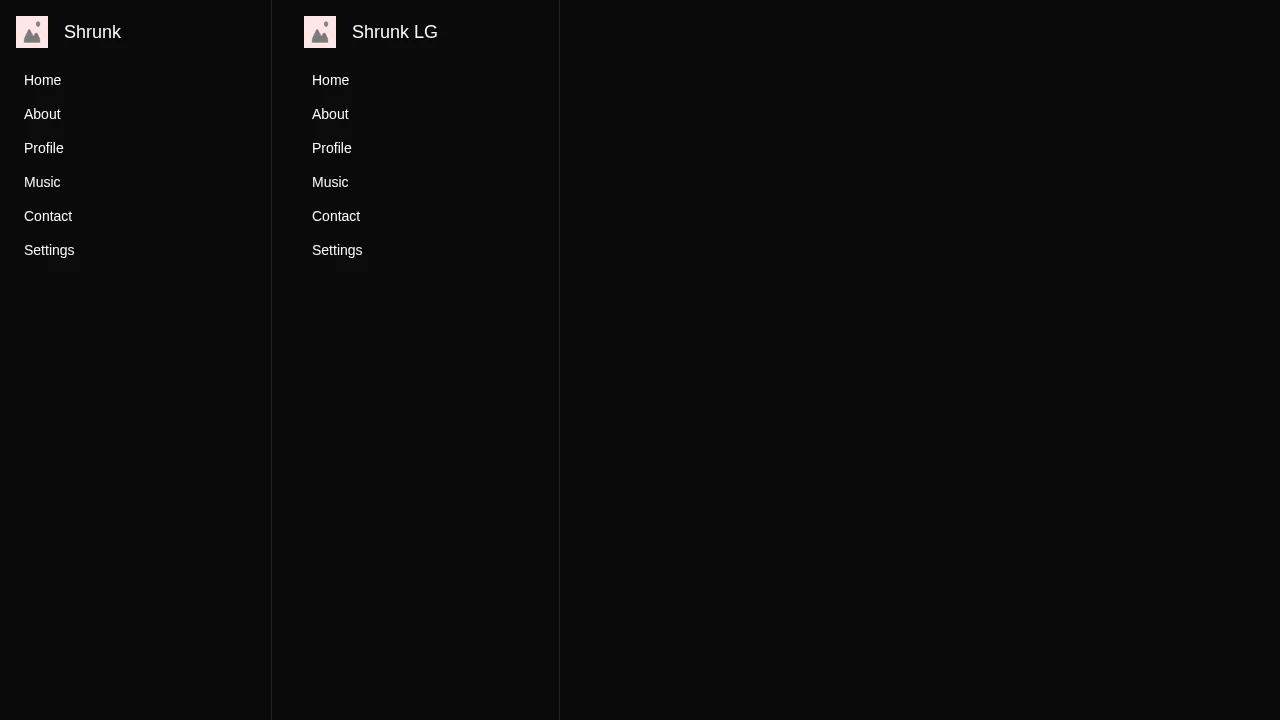 Shrunk
Home
About
Profile
Music
Contact
Settings
Shrunk LG
Home
About
Profile
Music
Contact
Settings